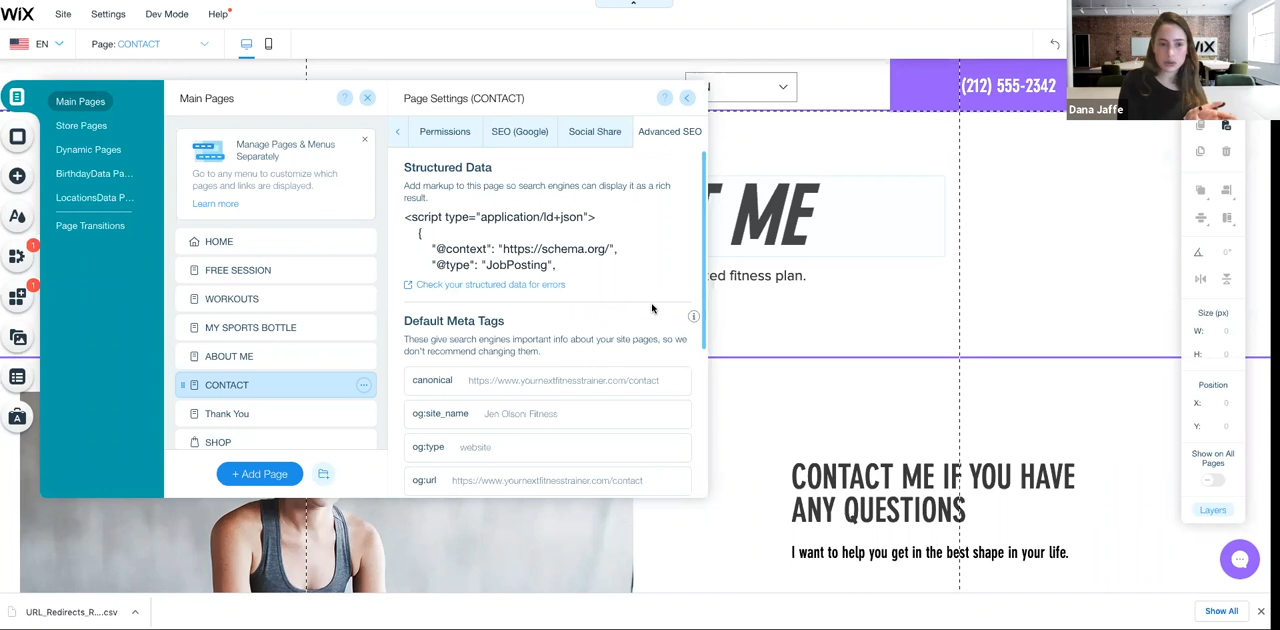 WiX
Site
Settings
Dev Mode
Help
EN
Page: CONTACT
(212) 555-2342
WiX
Dana Jaffe
Main Pages
Store Pages
Dynamic Pages
BirthdayData Pa...
LocationsData P...
Page Transitions
Main Pages
?
Manage Pages & Menus
Separately
Go to any menu to customize which
pages and links are displayed.
Learn more
HOME
FREE SESSION
WORKOUTS
MY SPORTS BOTTLE
ABOUT ME
CONTACT
Thank You
SHOP
+ Add Page
Page Settings (CONTACT)
?
Permissions
SEO (Google)
Social Share
Advanced SEO
Structured Data
Add markup to this page so search engines can display it as a rich
result.
<script type="application/ld+json">
{
"@context": "https://schema.org/",
"@type": "JobPosting",
Check your structured data for errors
Default Meta Tags
These give search engines important info about your site pages, so we
don't recommend changing them.
canonical https://www.yournextfitnesstrainer.com/contact
og:site_name Jen Olson Fitness
og:type website
og:url https://www.yournextfitnesstrainer.com/contact
1
1
A
ME
fitness plan.
CONTACT ME IF YOU HAVE
ANY QUESTIONS
I want to help you get in the best shape in your life.
0°
Size (px)
W: 0
H: 0
Position
X: 0
Y: 0
Show on All
Pages
Layers
URL_Redirects_R....csv
Show All